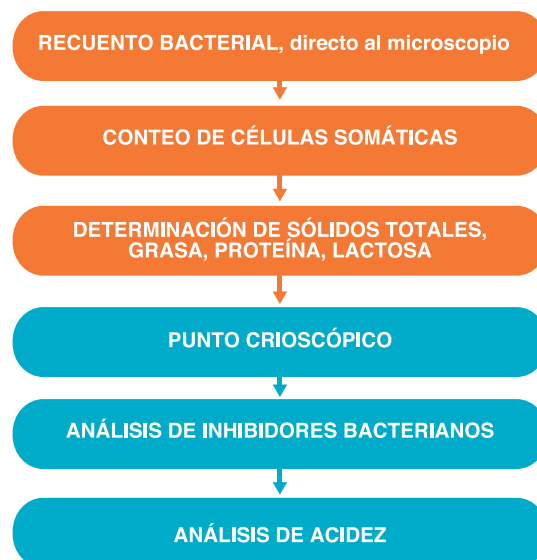 RECUENTO BACTERIAL, directo al microscopio
CONTEO DE CÉLULAS SOMÁTICAS
DETERMINACIÓN DE SÓLIDOS TOTALES,
GRASA, PROTEÍNA, LACTOSA
PUNTO CRIOSCÓPICO
ANÁLISIS DE INHIBIDORES BACTERIANOS
ANÁLISIS DE ACIDEZ